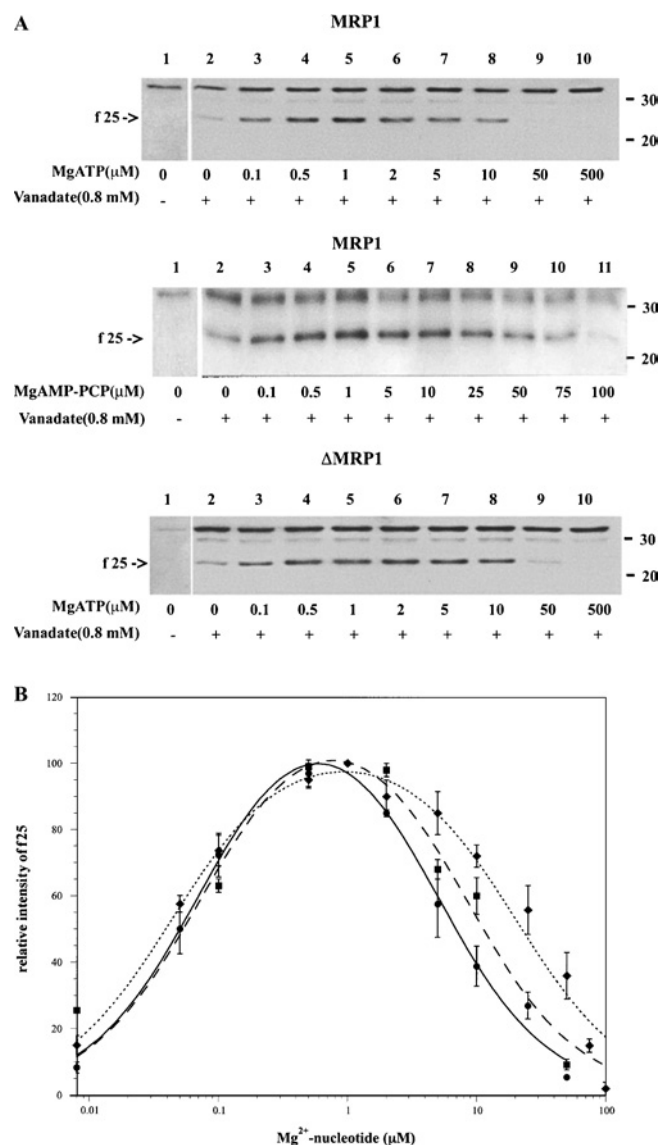 A
MRP1
1 2 3 4 5 6 7 8 9 10
30
f 25 ->
20
MgATP(μM) 0 0 0.1 0.5 1 2 5 10 50 500
Vanadate(0.8 mM) - + + + + + + + + +
MRP1
1 2 3 4 5 6 7 8 9 10 11
30
f 25 ->
20
MgAMP-PCP(μM) 0 0 0.1 0.5 1 5 10 25 50 75 100
Vanadate(0.8 mM) - + + + + + + + + + +
ΔMRP1
1 2 3 4 5 6 7 8 9 10
30
f 25 ->
20
MgATP(μM) 0 0 0.1 0.5 1 2 5 10 50 500
Vanadate(0.8 mM) - + + + + + + + + +
B
120
100
80
60
40
20
0
relative intensity of f25
0.01 0.1 1 10 100
Mg2+-nucleotide (μM)